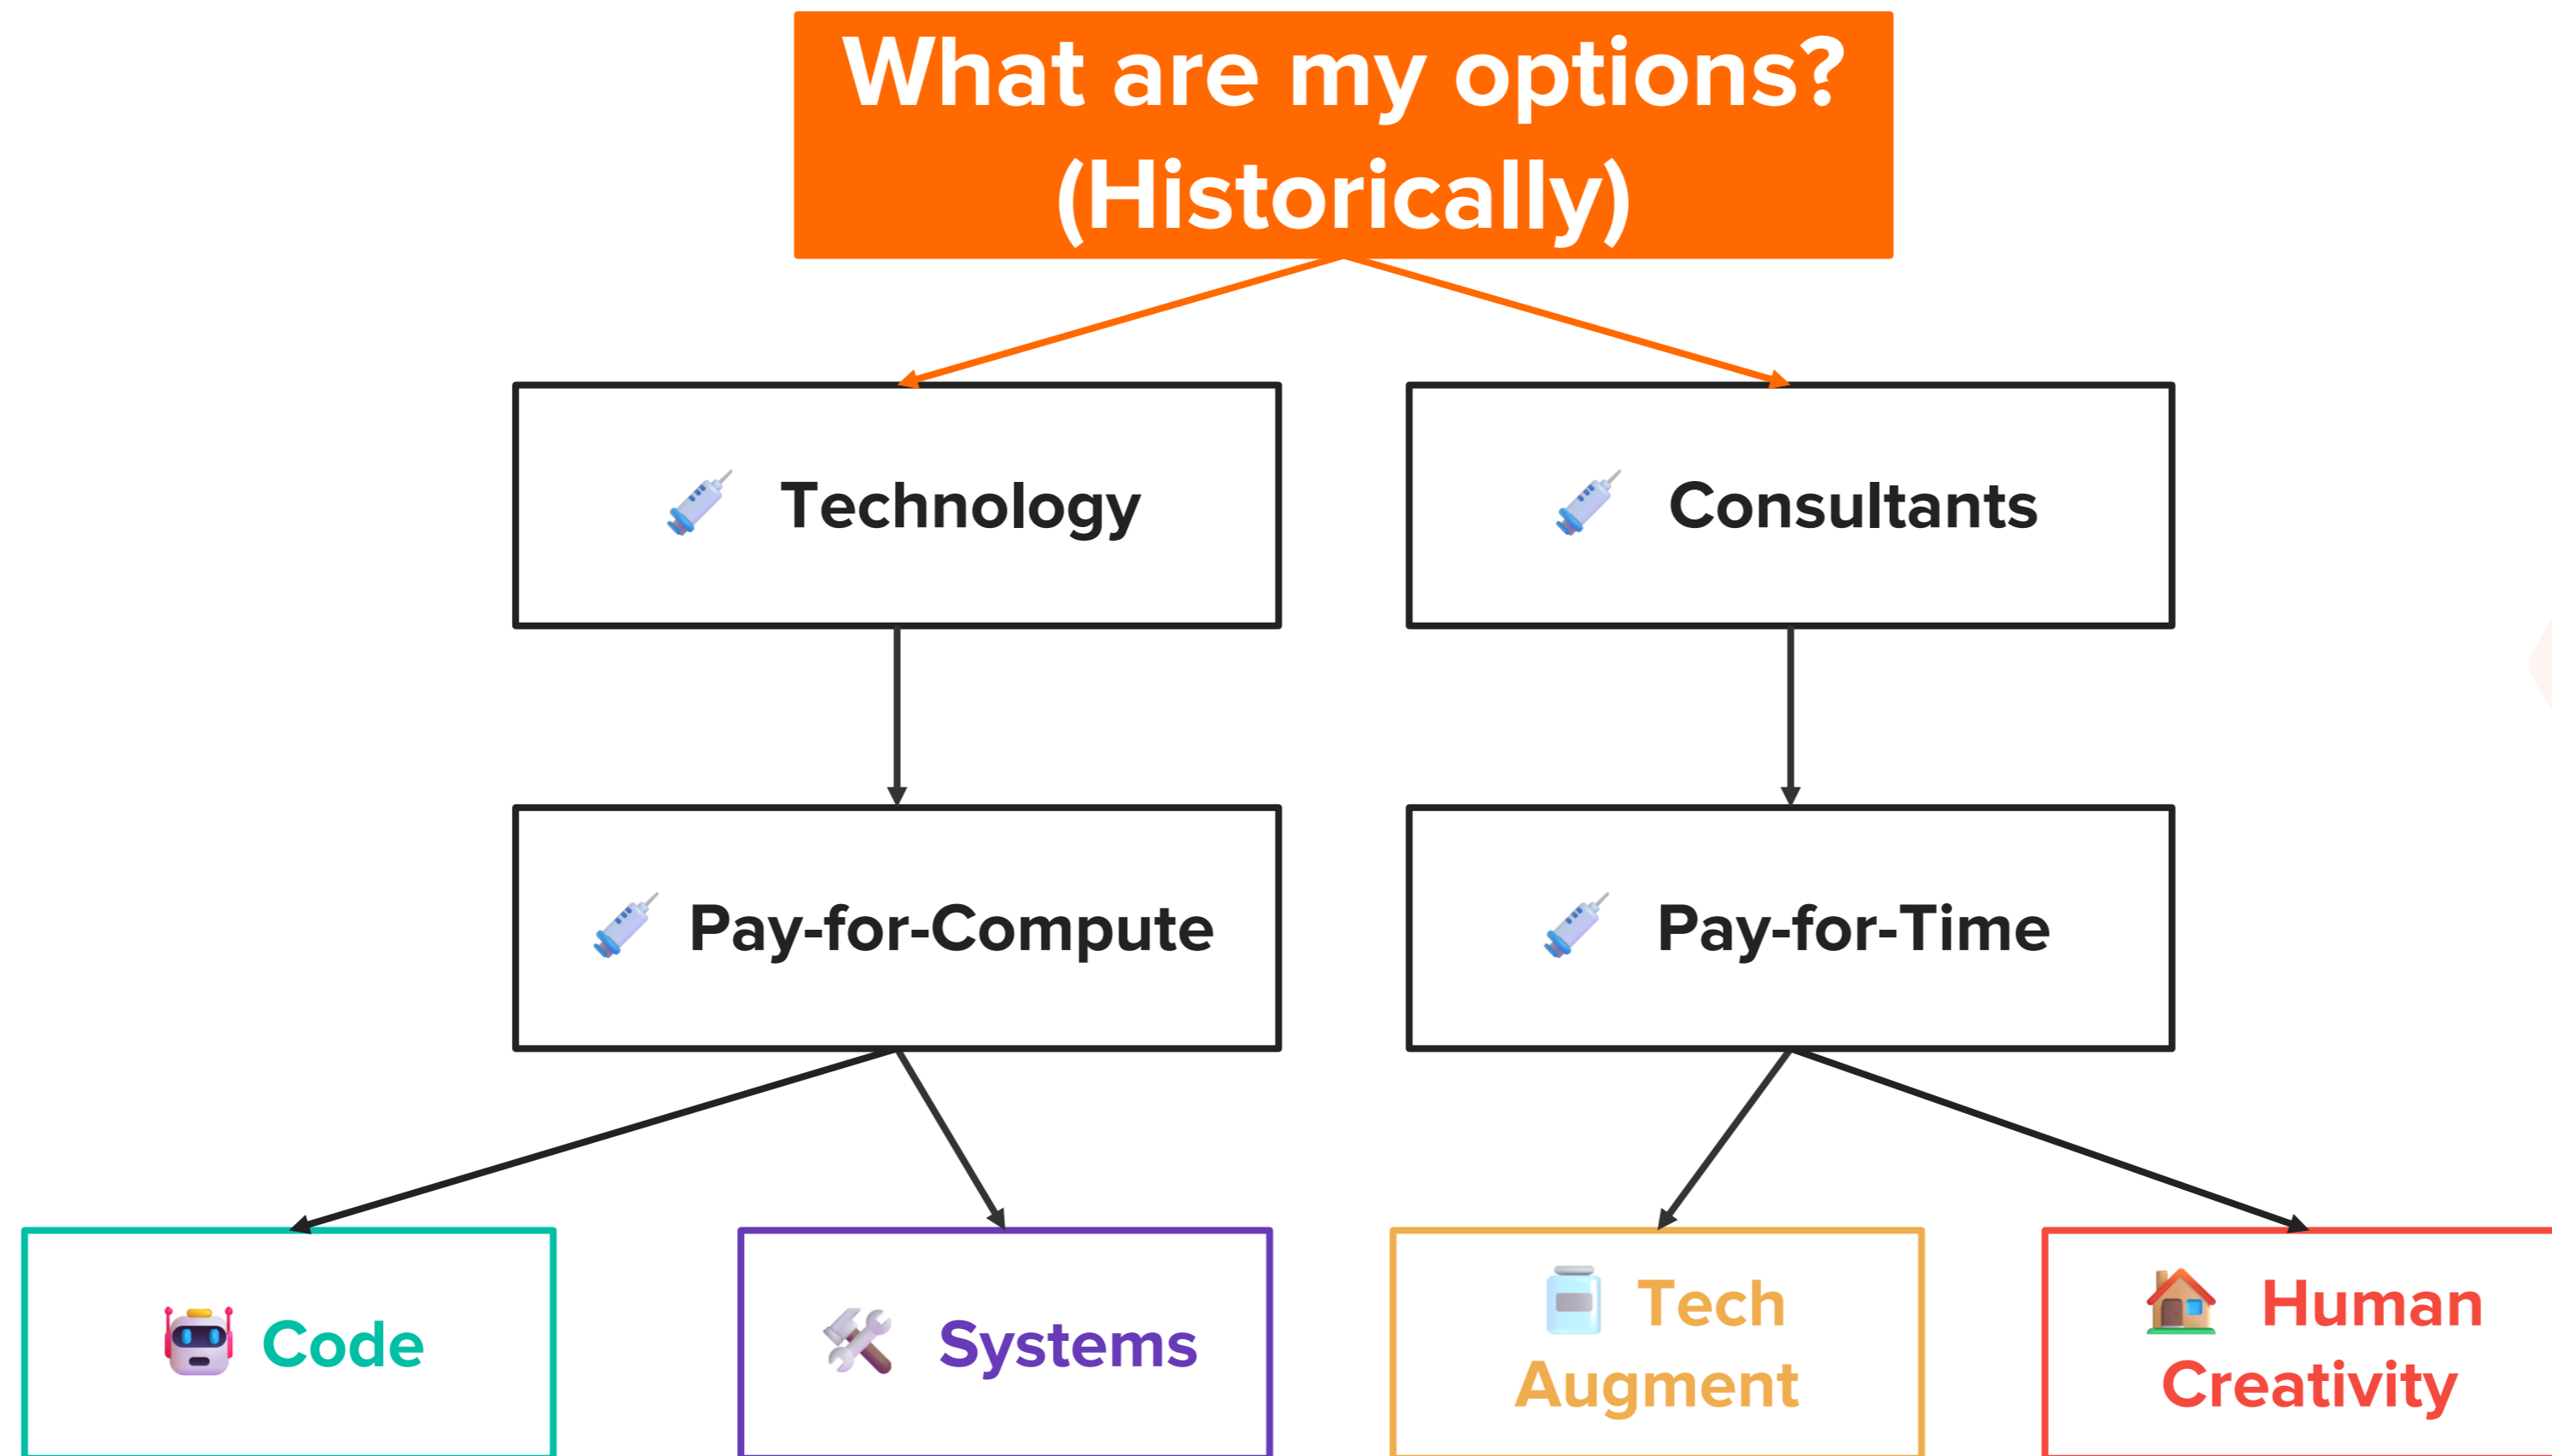 What are my options?
(Historically)
Technology
Consultants
Pay-for-Compute
Pay-for-Time
Code
Systems
Tech
Augment
Human
Creativity